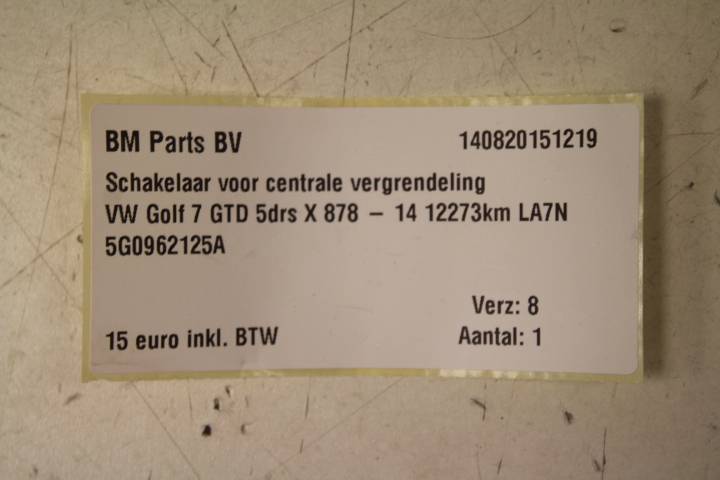 BM Parts BV 140820151219
Schakelaar voor centrale vergrendeling
VW Golf 7 GTD 5drs X 878 – 14 12273km LA7N
5G0962125A
Verz: 8
15 euro inkl. BTW Aantal: 1